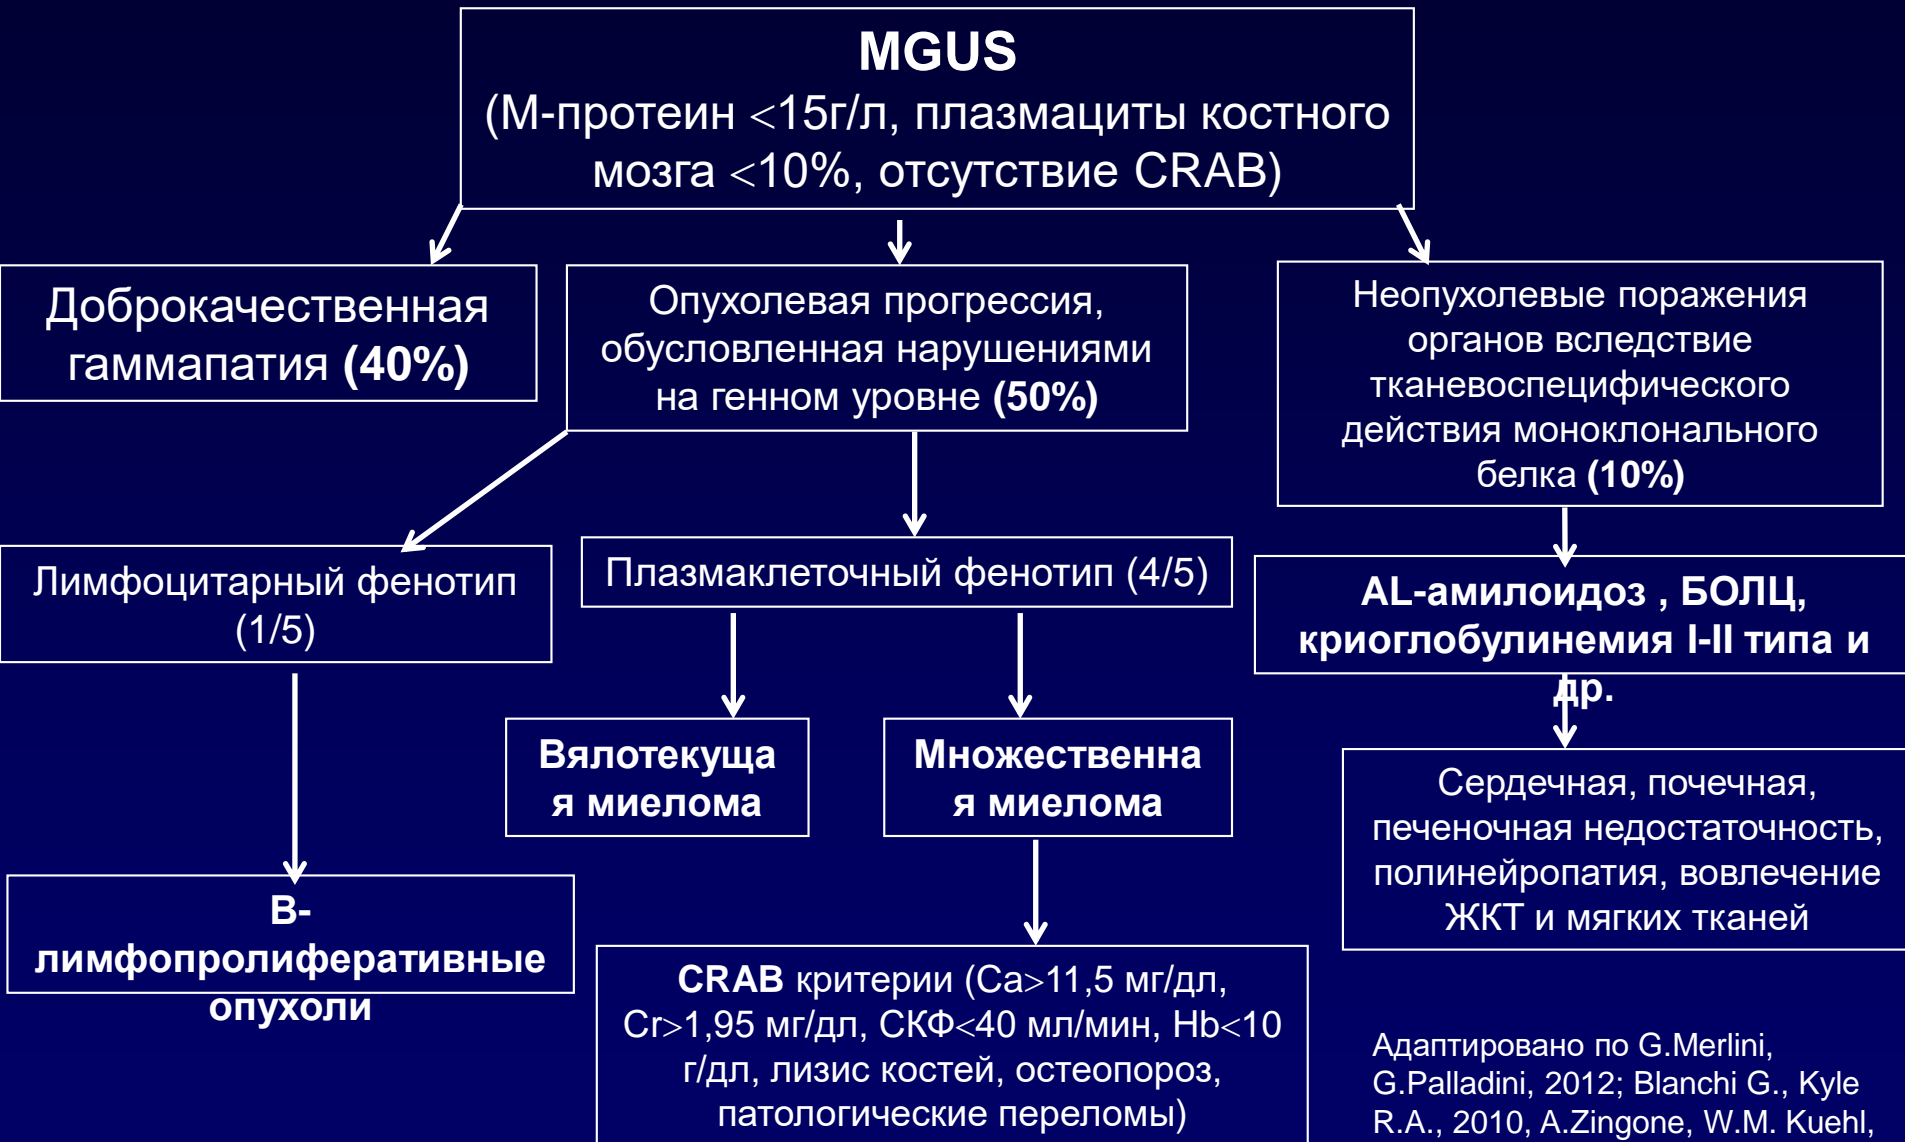 MGUS
(М-протеин <15г/л, плазмациты костного
мозга <10%, отсутствие CRAB)
Доброкачественная
гаммапатия (40%)
Опухолевая прогрессия,
обусловленная нарушениями
на генном уровне (50%)
Неопухолевые поражения
органов вследствие
тканевоспецифического
действия моноклонального
белка (10%)
Лимфоцитарный фенотип
(1/5)
Плазмаклеточный фенотип (4/5)
AL-амилоидоз , БОЛЦ,
криоглобулинемия I-II типа и
др.
Вялотекуща
я миелома
Множественна
я миелома
Сердечная, почечная,
печеночная недостаточность,
полинейропатия, вовлечение
ЖКТ и мягких тканей
В-
лимфопролиферативные
опухоли
CRAB критерии (Ca>11,5 мг/дл,
Cr>1,95 мг/дл, СКФ<40 мл/мин, Hb<10
г/дл, лизис костей, остеопороз,
патологические переломы)
Адаптировано по G.Merlini,
G.Palladini, 2012; Blanchi G., Kyle
R.A., 2010, A.Zingone, W.M. Kuehl,